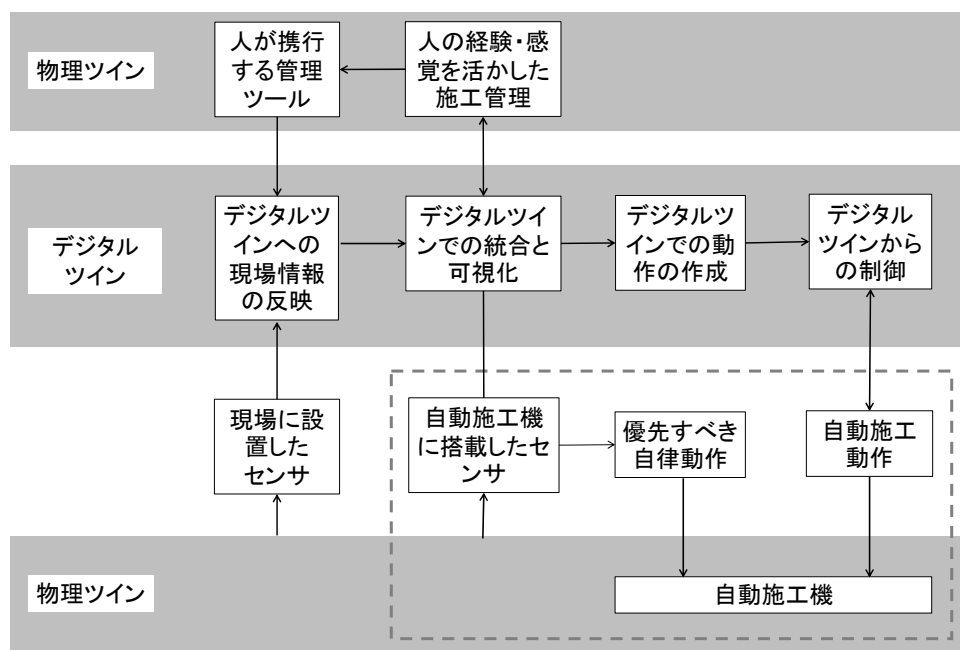 物理ツイン
人が携行
する管理
ツール
人の経験・感
覚を活かした
施工管理
デジタル
ツイン
デジタルツ
インへの
現場情報
の反映
デジタルツイ
ンでの統合と
可視化
デジタルツ
インでの動
作の作成
デジタル
ツインから
の制御
現場に設
置した
センサ
自動施工機
に搭載したセ
ンサ
優先すべき
自律動作
自動施工
動作
物理ツイン
自動施工機